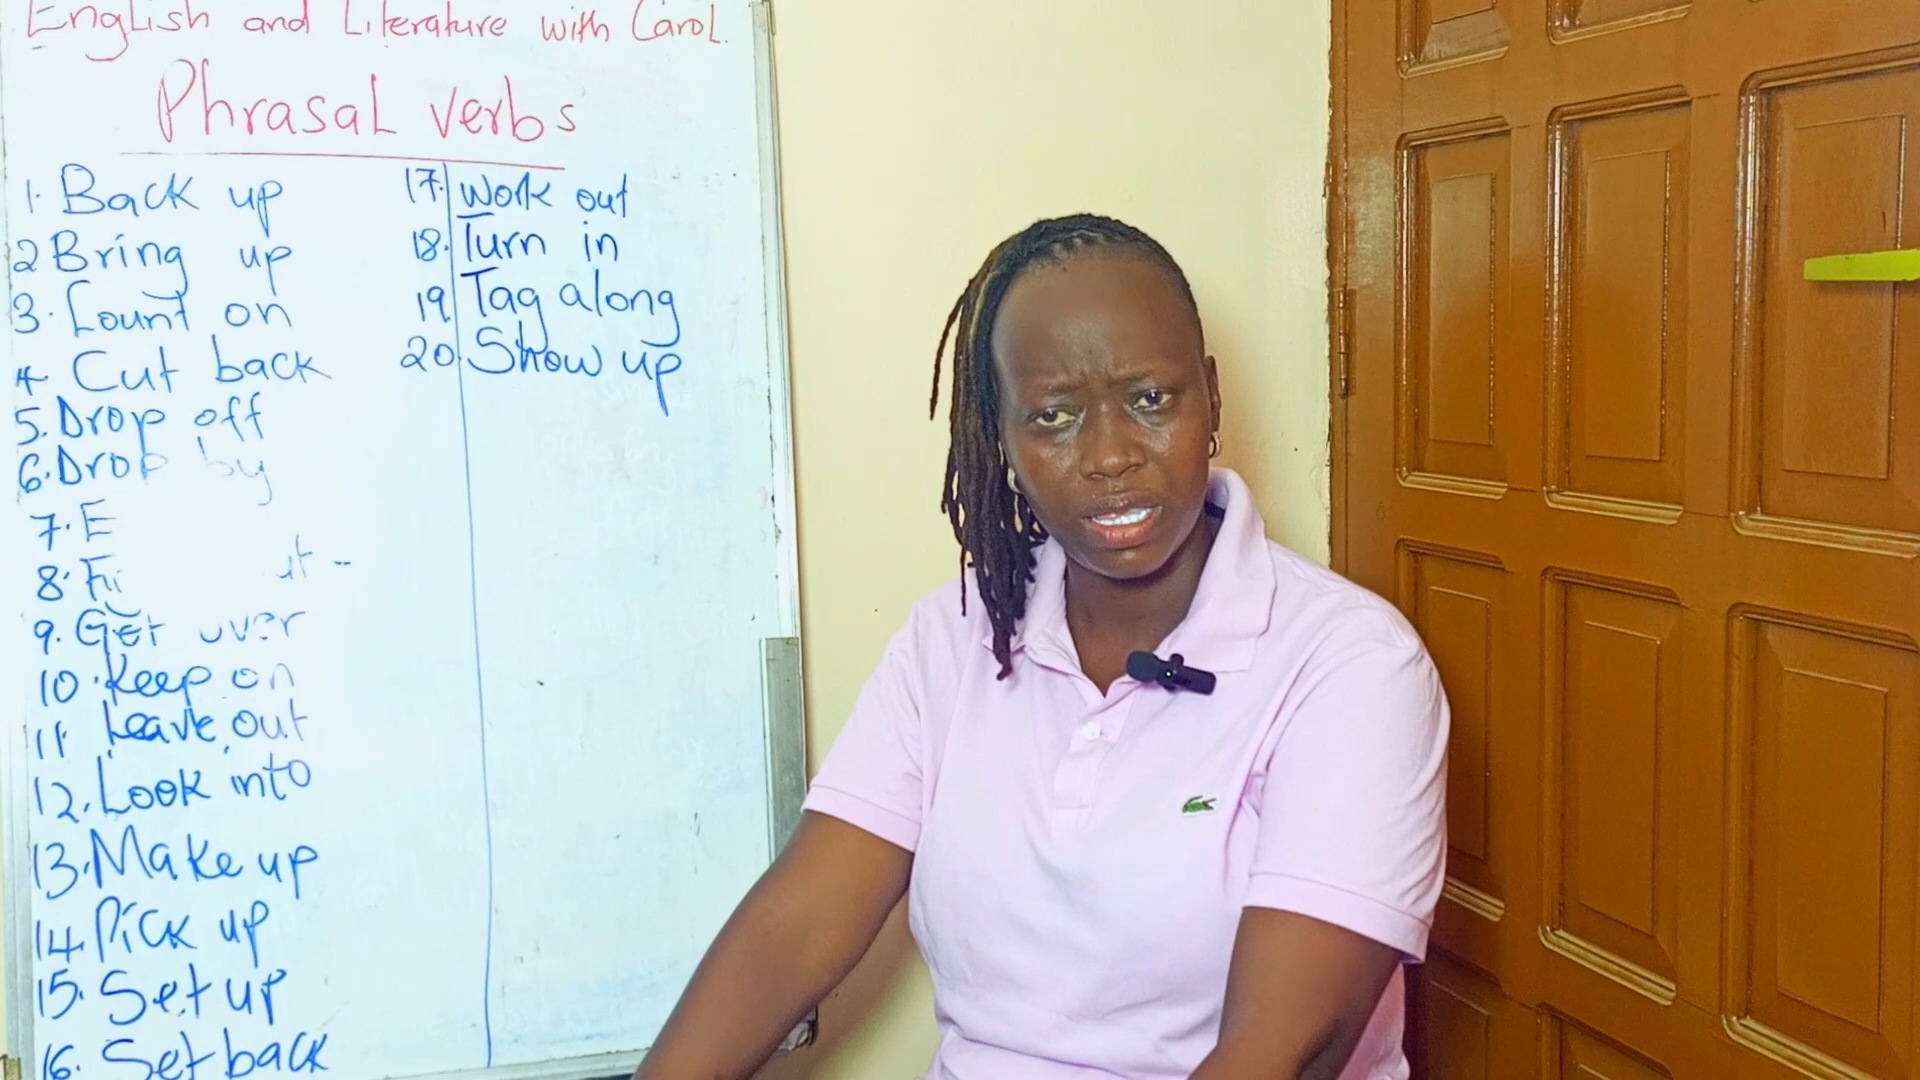 English and Literature with Carol.
Phrasal verbs
1. Back up
2 Bring up
3. Count on
4. Cut back
5. Drop off
6. Drop by
7. E
8. Fi
9. Get over
10. Keep on
11 Leave out
12. Look into
13. Make up
14. Pick up
15. Set up
16. Set back
17. Work out
18. Turn in
19. Tag along
20. Show up